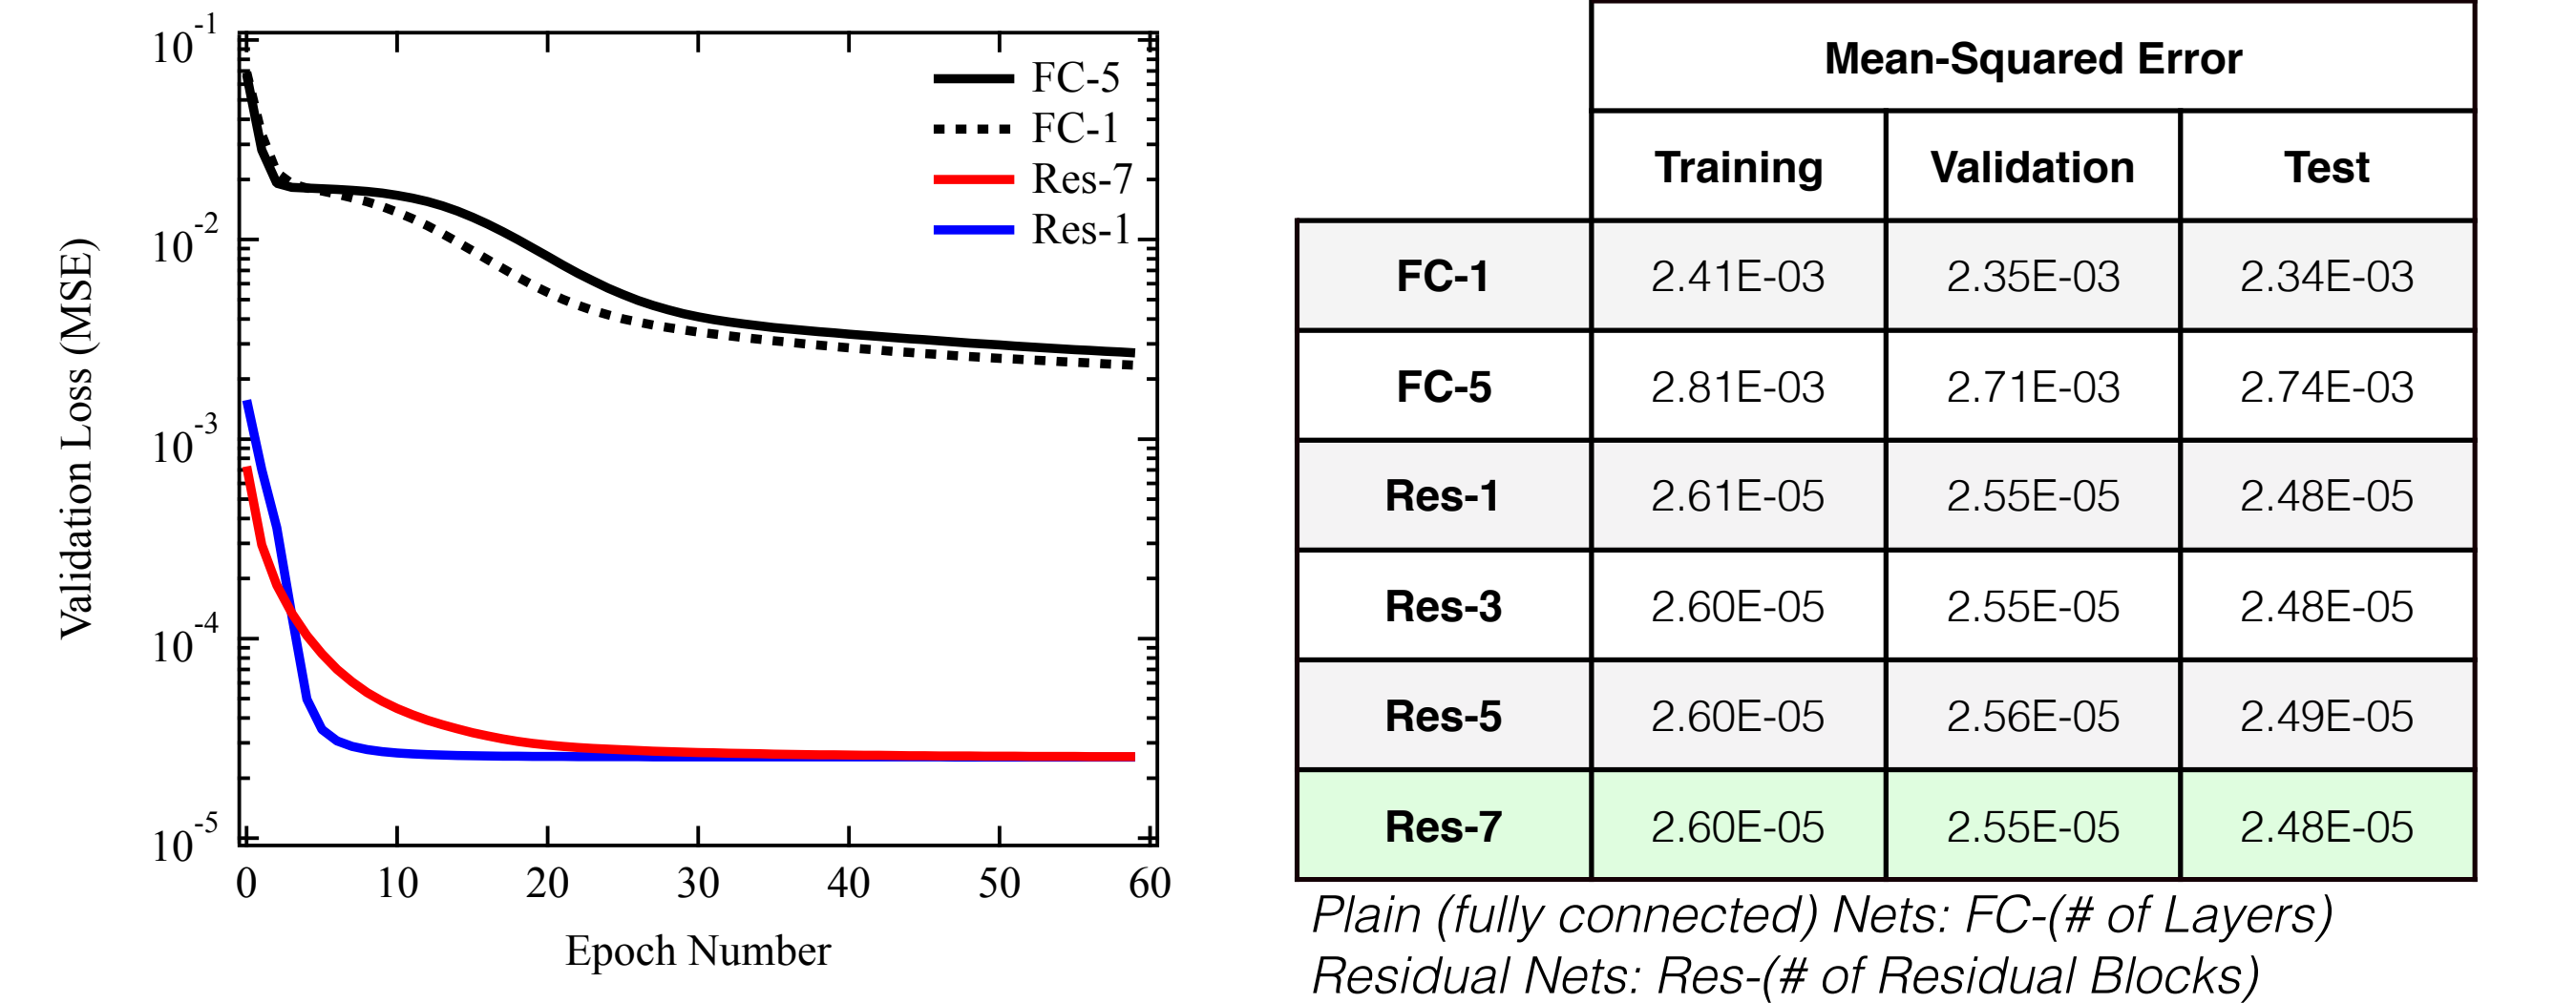 10-1
10-2
10-3
10-4
10-5
Validation Loss (MSE)
0 10 20 30 40 50 60
Epoch Number
FC-5
FC-1
Res-7
Res-1
Mean-Squared Error
Training Validation Test
FC-1 2.41E-03 2.35E-03 2.34E-03
FC-5 2.81E-03 2.71E-03 2.74E-03
Res-1 2.61E-05 2.55E-05 2.48E-05
Res-3 2.60E-05 2.55E-05 2.48E-05
Res-5 2.60E-05 2.56E-05 2.49E-05
Res-7 2.60E-05 2.55E-05 2.48E-05
Plain (fully connected) Nets: FC-(# of Layers)
Residual Nets: Res-(# of Residual Blocks)